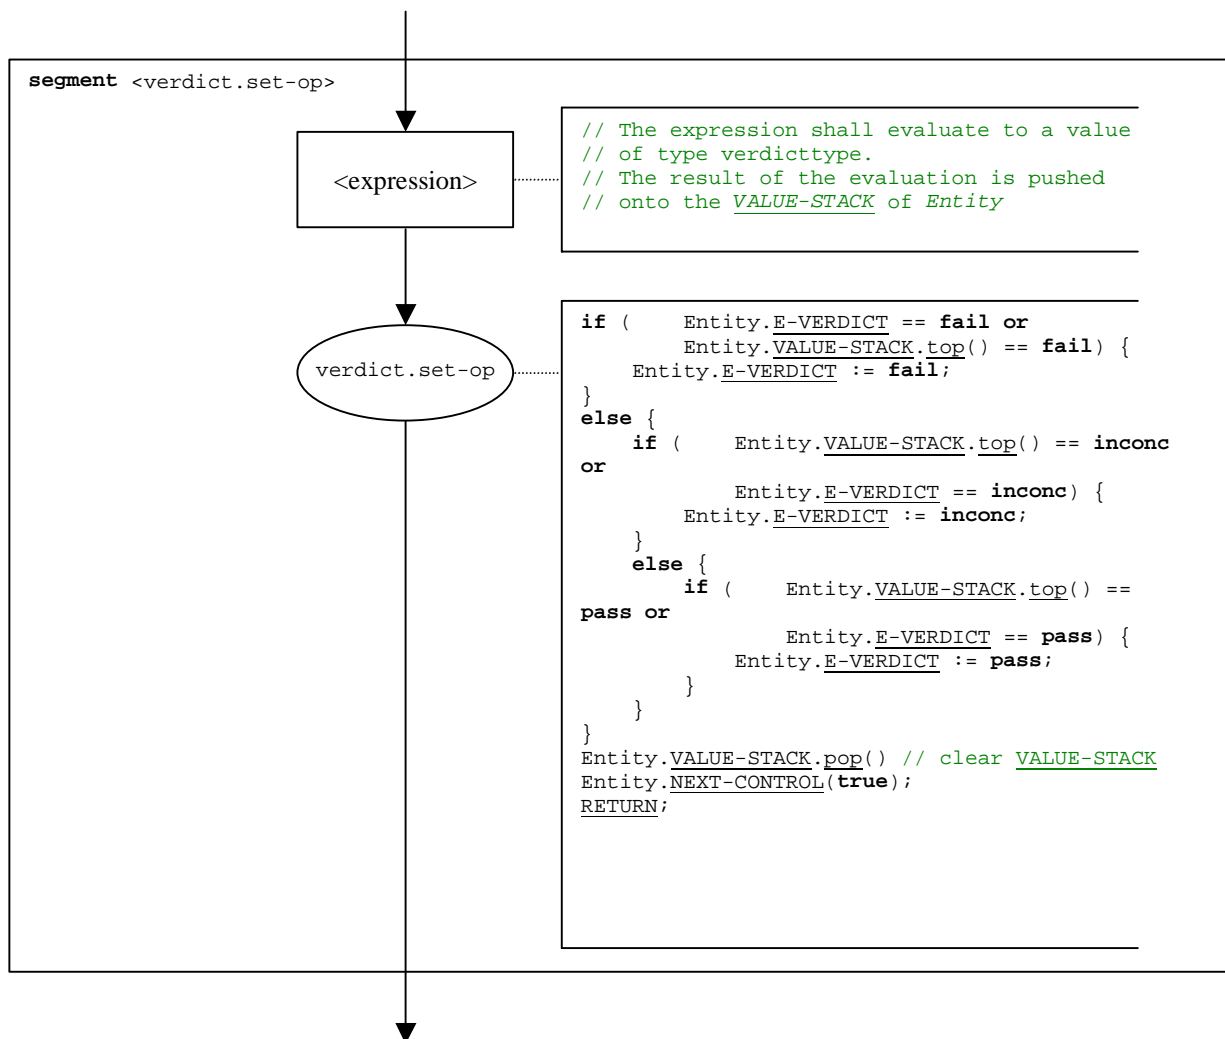 segment <verdict.set-op>
<expression>
// The expression shall evaluate to a value
// of type verdicttype.
// The result of the evaluation is pushed
// onto the VALUE-STACK of Entity
verdict.set-op
if (    Entity.E-VERDICT == fail or
        Entity.VALUE-STACK.top() == fail) {
    Entity.E-VERDICT := fail;
}
else {
    if (    Entity.VALUE-STACK.top() == inconc
or
            Entity.E-VERDICT == inconc) {
        Entity.E-VERDICT := inconc;
    }
    else {
        if (    Entity.VALUE-STACK.top() ==
pass or
                Entity.E-VERDICT == pass) {
            Entity.E-VERDICT := pass;
        }
    }
}
Entity.VALUE-STACK.pop() // clear VALUE-STACK
Entity.NEXT-CONTROL(true);
RETURN;